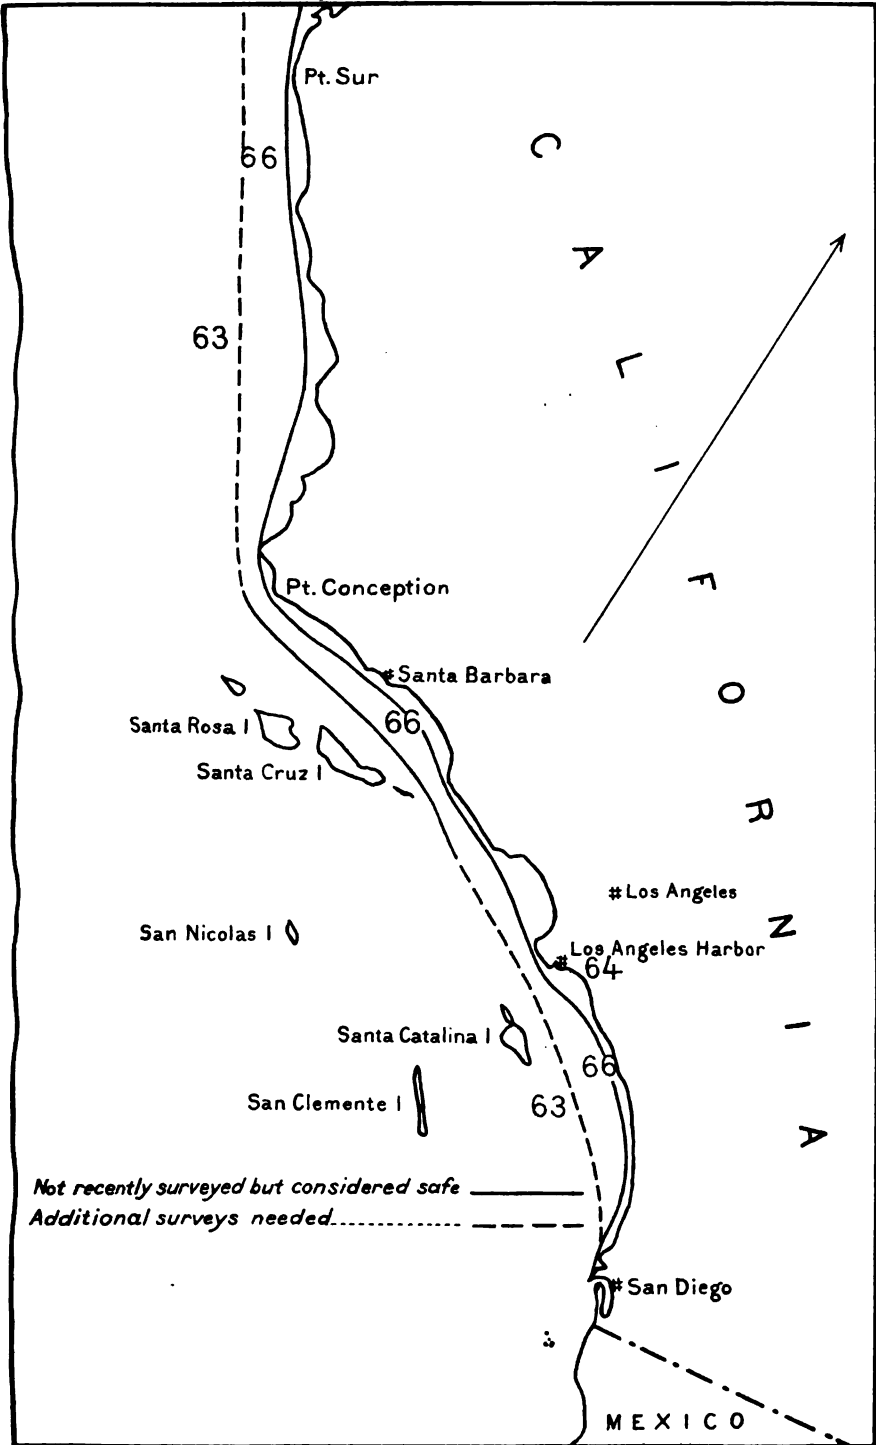 Pt. Sur
66
63
CALIFORNIA
Pt. Conception
Santa Barbara
Santa Rosa I
66
Santa Cruz I
Los Angeles
San Nicolas I
Los Angeles Harbor
64
Santa Catalina I
66
San Clemente I
63
Not recently surveyed but considered safe
Additional surveys needed
San Diego
MEXICO